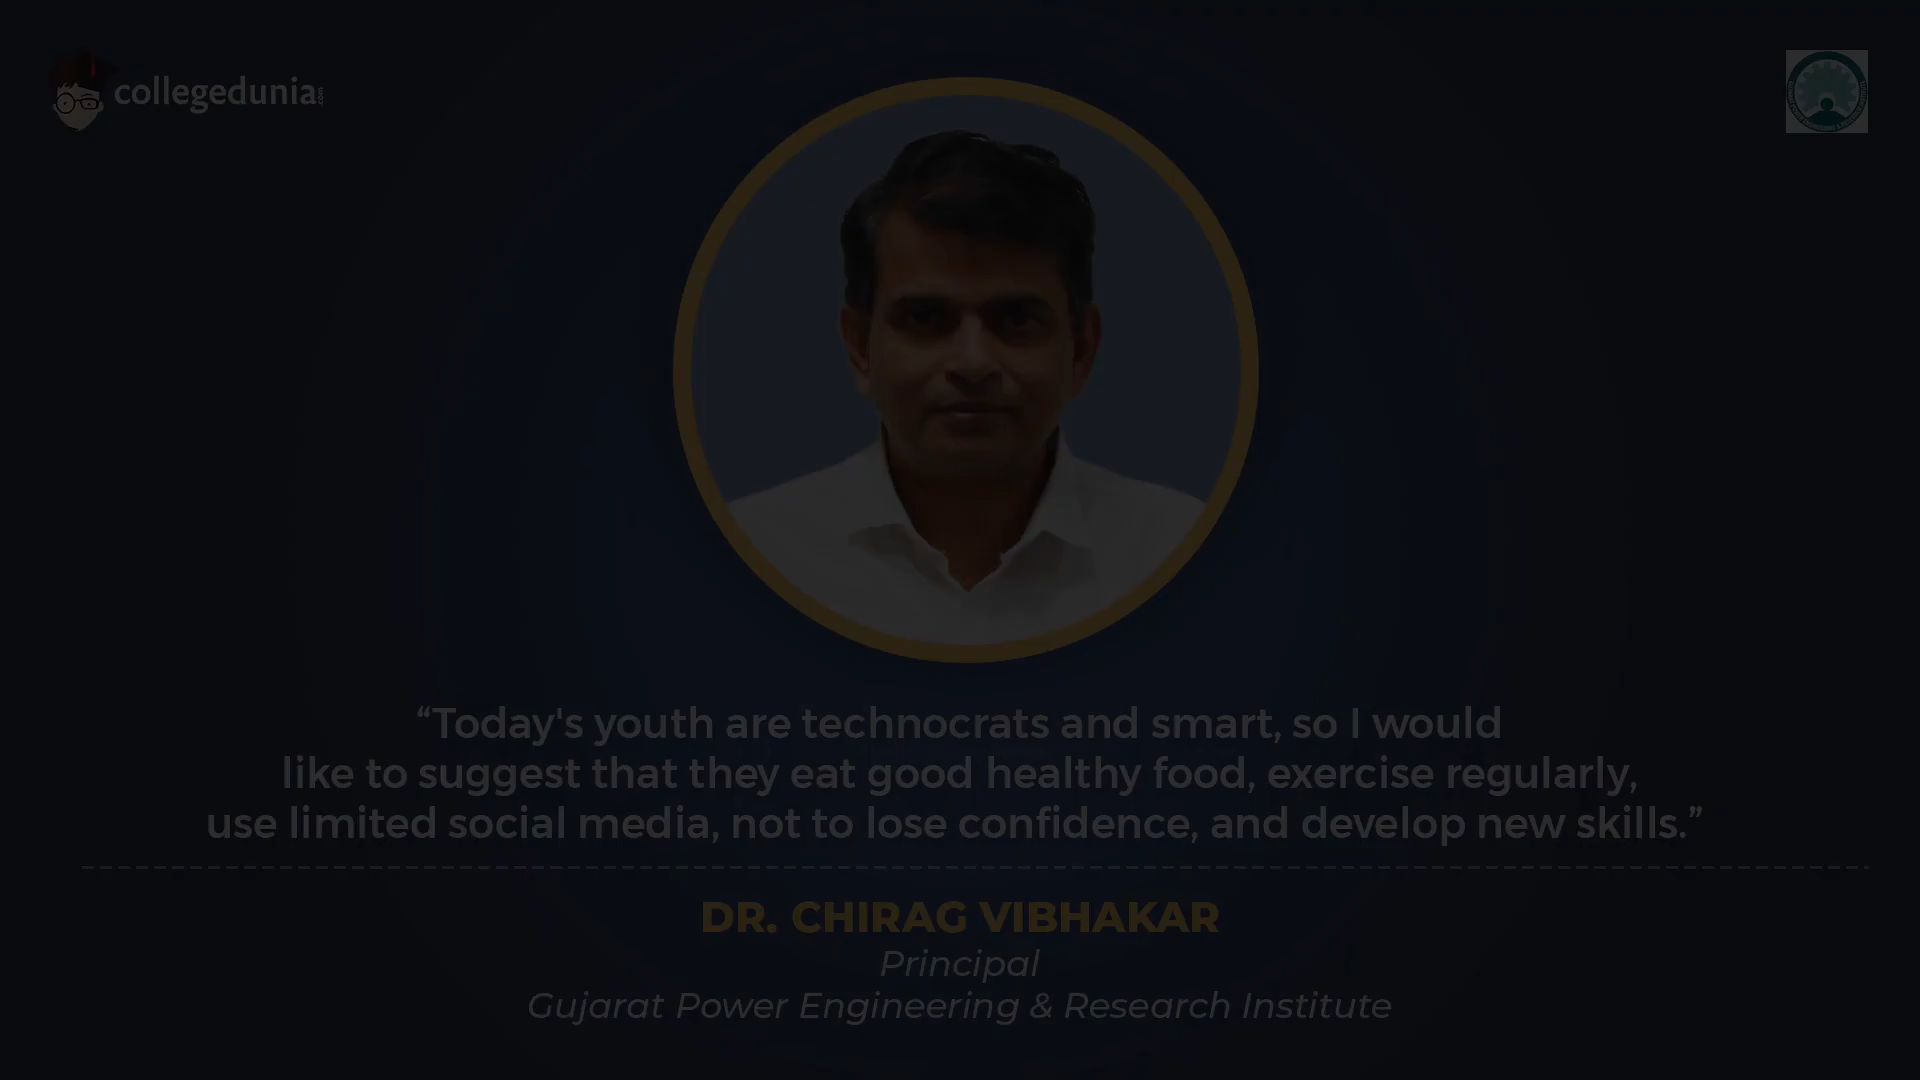 collegedunia.com
“Today's youth are technocrats and smart, so I would
like to suggest that they eat good healthy food, exercise regularly,
use limited social media, not to lose confidence, and develop new skills.”
DR. CHIRAG VIBHAKAR
Principal
Gujarat Power Engineering & Research Institute